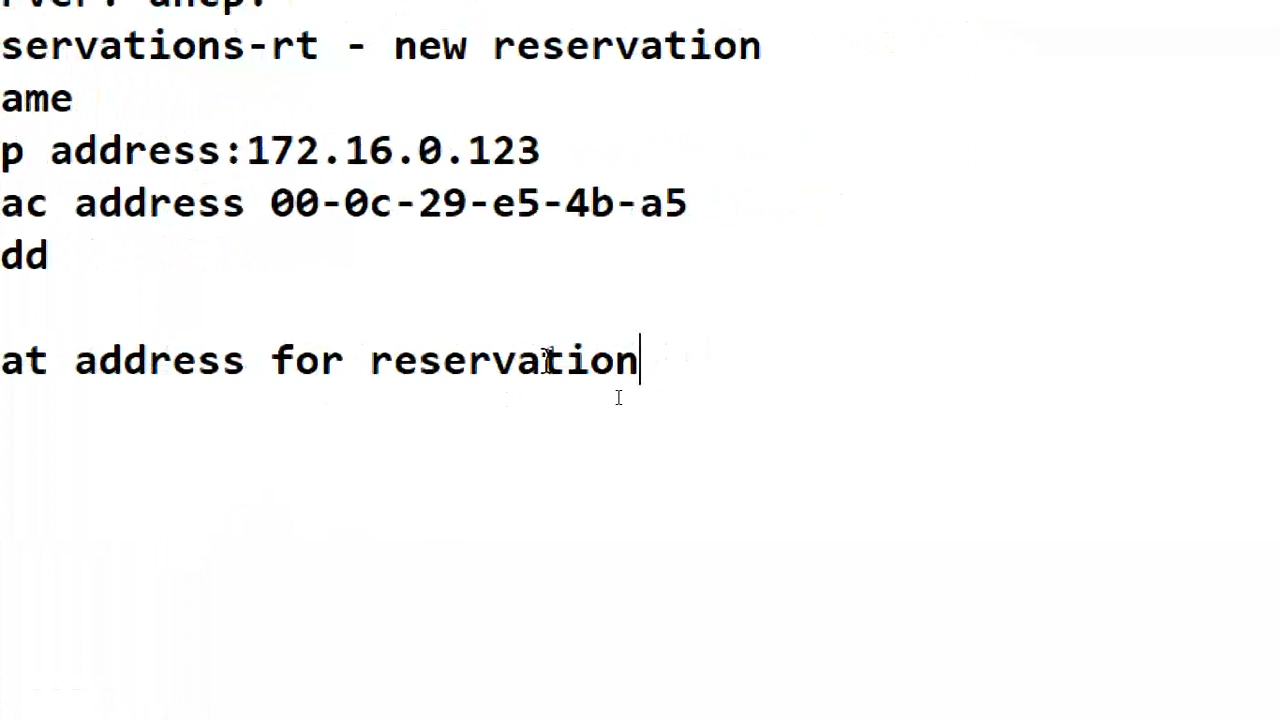 servations-rt - new reservation
ame
p address:172.16.0.123
ac address 00-0c-29-e5-4b-a5
dd
at address for reservation